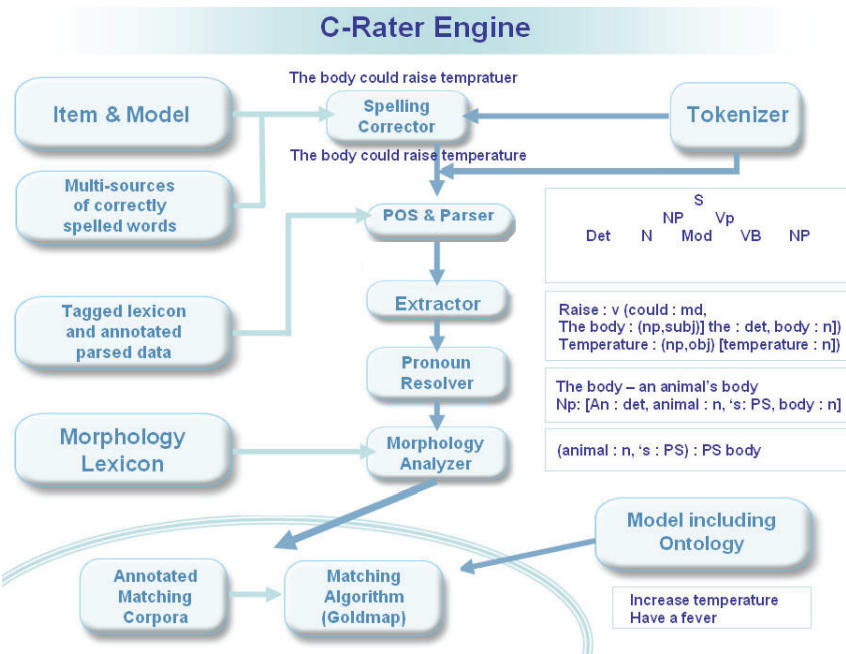 C-Rater Engine
The body could raise tempratuer
Item & Model
Spelling
Corrector
Tokenizer
The body could raise temperature
Multi-sources
of correctly
spelled words
POS & Parser
S
NP Vp
Det N Mod VB NP
Tagged lexicon
and annotated
parsed data
Extractor
Raise : v (could : md,
The body : (np,subj)] the : det, body : n])
Temperature : (np,obj) [temperature : n])
Pronoun
Resolver
The body – an animal's body
Np: [An : det, animal : n, ‘s: PS, body : n]
Morphology
Lexicon
Morphology
Analyzer
(animal : n, ‘s : PS) : PS body
Model including
Ontology
Annotated
Matching
Corpora
Matching
Algorithm
(Goldmap)
Increase temperature
Have a fever